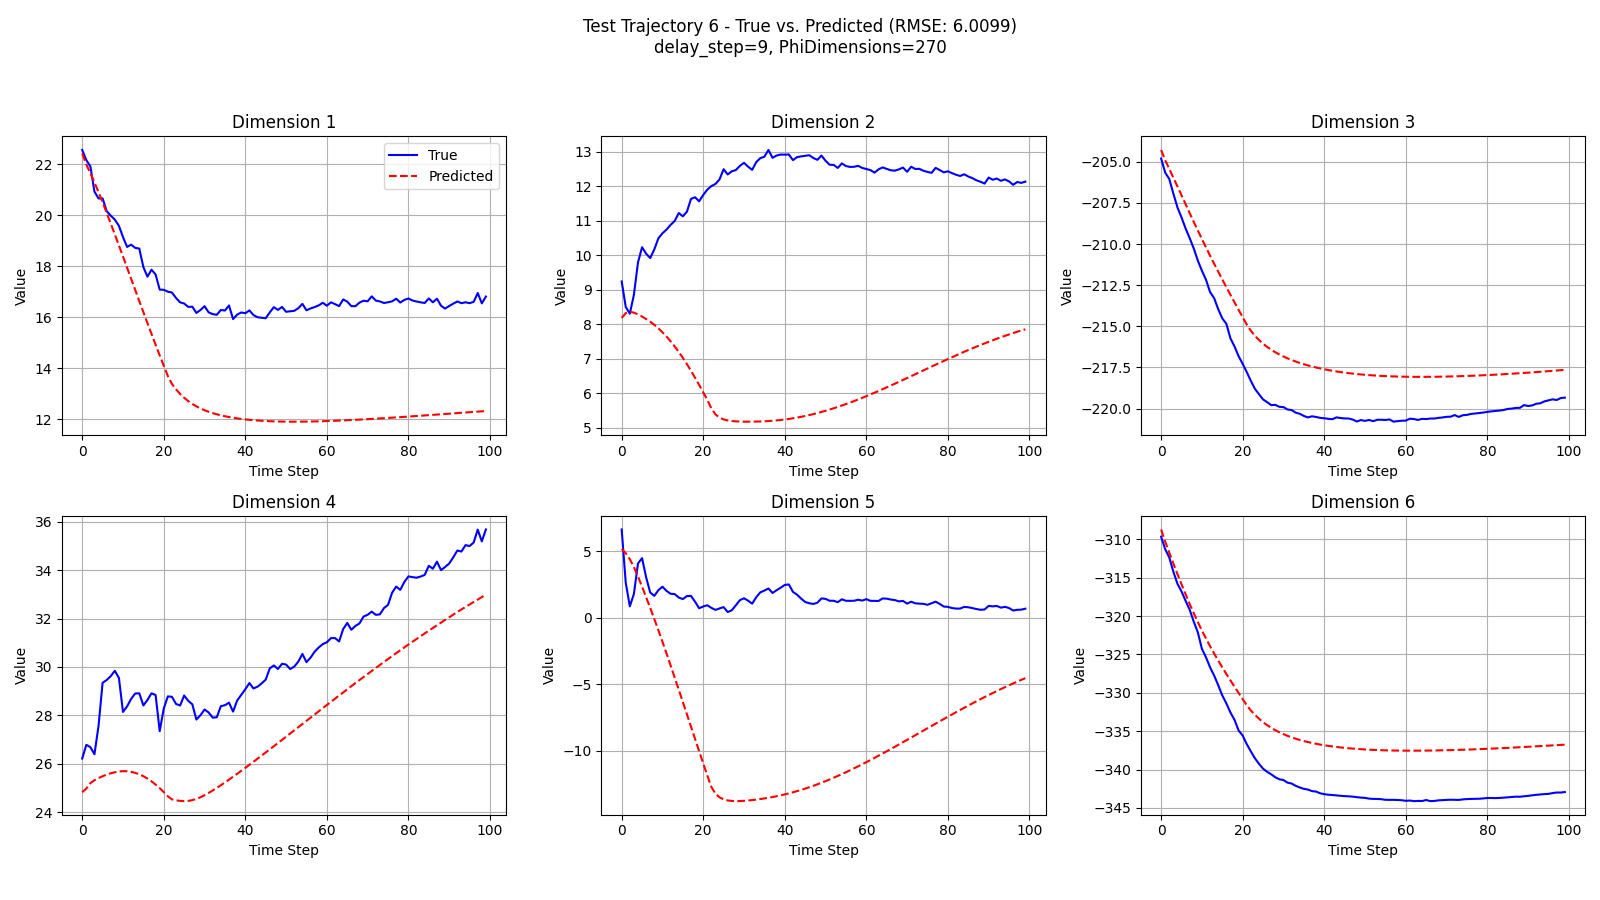 Test Trajectory 6 - True vs. Predicted (RMSE: 6.0099)
delay_step=9, PhiDimensions=270
Dimension 1
Value
22
20
18
16
14
12
0 20 40 60 80 100
Time Step
True
Predicted
Dimension 2
Value
13
12
11
10
9
8
7
6
5
0 20 40 60 80 100
Time Step
Dimension 3
Value
−205.0
−207.5
−210.0
−212.5
−215.0
−217.5
−220.0
0 20 40 60 80 100
Time Step
Dimension 4
Value
36
34
32
30
28
26
24
0 20 40 60 80 100
Time Step
Dimension 5
Value
5
0
−5
−10
0 20 40 60 80 100
Time Step
Dimension 6
Value
−310
−315
−320
−325
−330
−335
−340
−345
0 20 40 60 80 100
Time Step